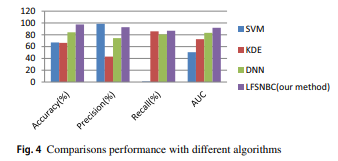 120
100
80
60
40
20
0
Accuracy(%)
Precision(%)
Recall(%)
AUC
SVM
KDE
DNN
LFSNBC(our method)
Fig. 4 Comparisons performance with different algorithms